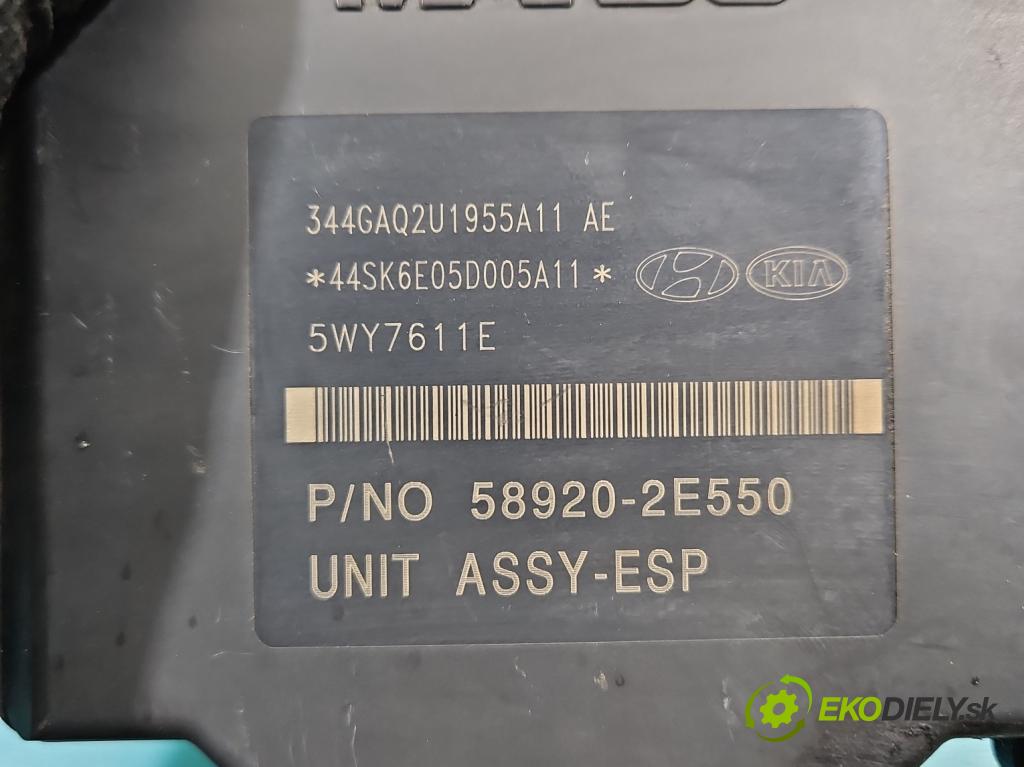 344GAQ2U1955A11 AE
*44SK6E05D005A11*
KIA
5WY7611E
P/NO 58920-2E550
UNIT ASSY-ESP
EKODIELY.sk